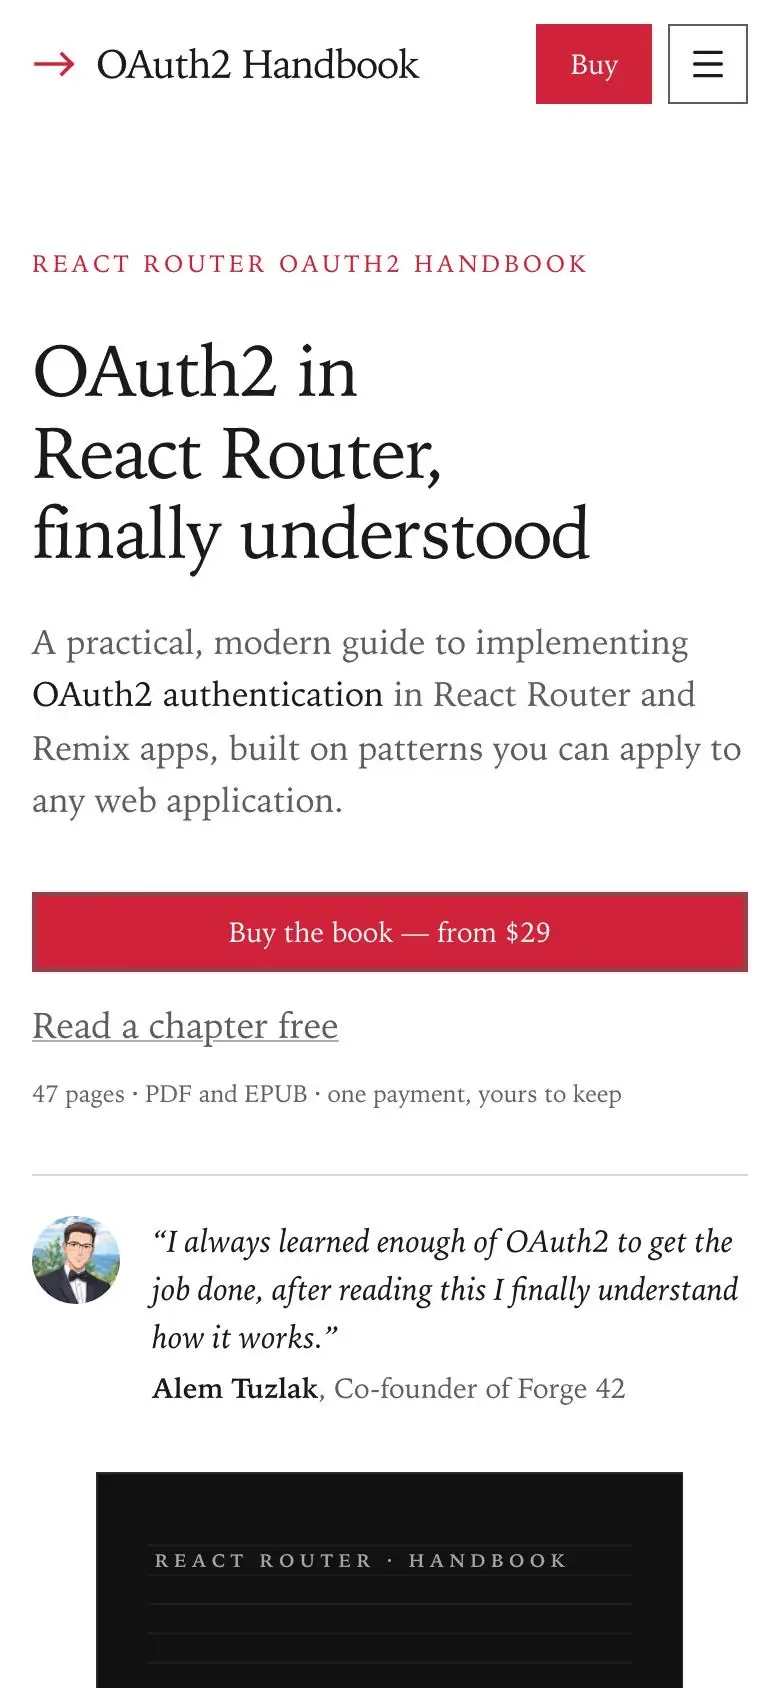 OAuth2 Handbook
Buy
REACT ROUTER OAUTH2 HANDBOOK
OAuth2 in
React Router,
finally understood
A practical, modern guide to implementing
OAuth2 authentication in React Router and
Remix apps, built on patterns you can apply to
any web application.
Buy the book — from $29
Read a chapter free
47 pages · PDF and EPUB · one payment, yours to keep
“I always learned enough of OAuth2 to get the
job done, after reading this I finally understand
how it works.”
Alem Tuzlak, Co-founder of Forge 42
REACT ROUTER · HANDBOOK